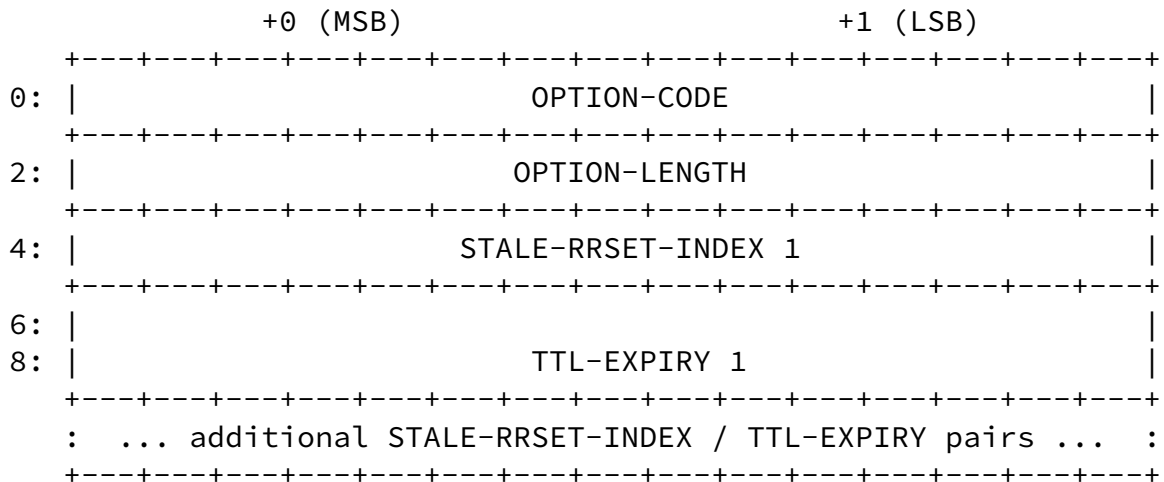 +0 (MSB) +1 (LSB)
+---+---+---+---+---+---+---+---+---+---+---+---+---+---+---+
0: | OPTION-CODE |
+---+---+---+---+---+---+---+---+---+---+---+---+---+---+---+
2: | OPTION-LENGTH |
+---+---+---+---+---+---+---+---+---+---+---+---+---+---+---+
4: | STALE-RRSET-INDEX 1 |
+---+---+---+---+---+---+---+---+---+---+---+---+---+---+---+
6: | |
8: | TTL-EXPIRY 1 |
+---+---+---+---+---+---+---+---+---+---+---+---+---+---+---+
: ... additional STALE-RRSET-INDEX / TTL-EXPIRY pairs ... :
+---+---+---+---+---+---+---+---+---+---+---+---+---+---+---+